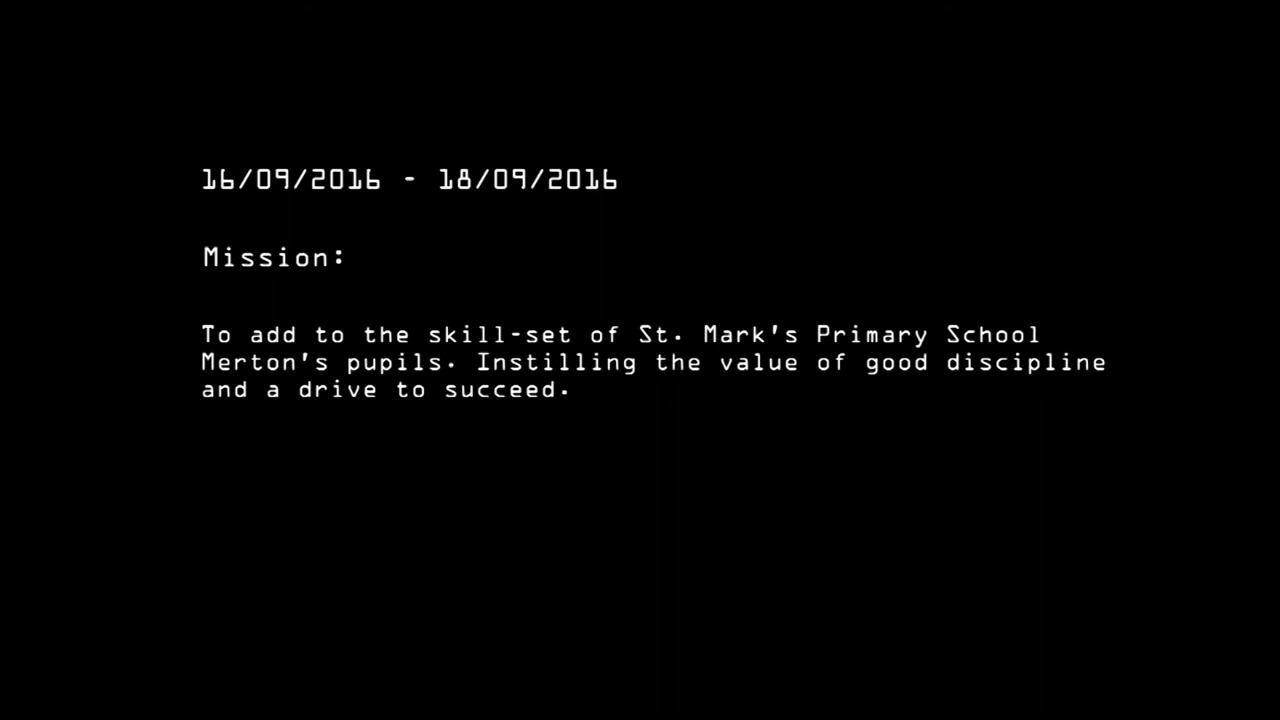 16/09/2016 - 18/09/2016
Mission:
To add to the skill-set of St. Mark's Primary School
Merton's pupils. Instilling the value of good discipline
and a drive to succeed.